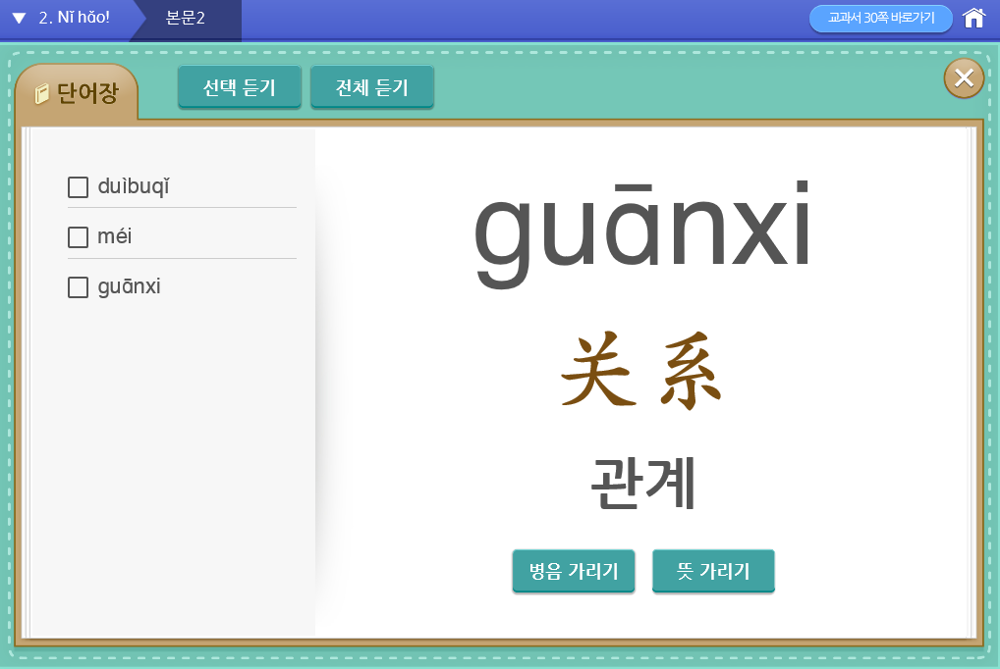 2. Nǐ hǎo!
본문2
교과서 30쪽 바로가기
단어장
선택 듣기
전체 듣기
duìbuqǐ
méi
guānxi
guānxi
关系
관계
병음 가리기
뜻 가리기